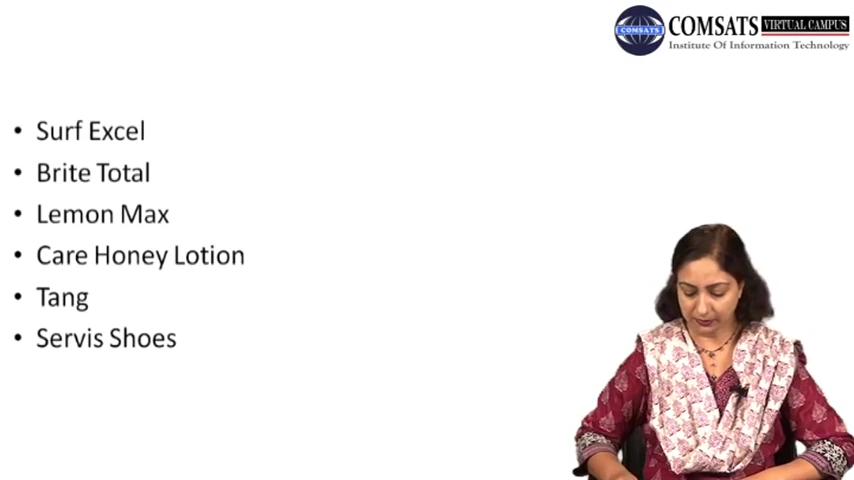 COMSATS
COMSATS VIRTUAL CAMPUS
Institute Of Information Technology
• Surf Excel
• Brite Total
• Lemon Max
• Care Honey Lotion
• Tang
• Servis Shoes